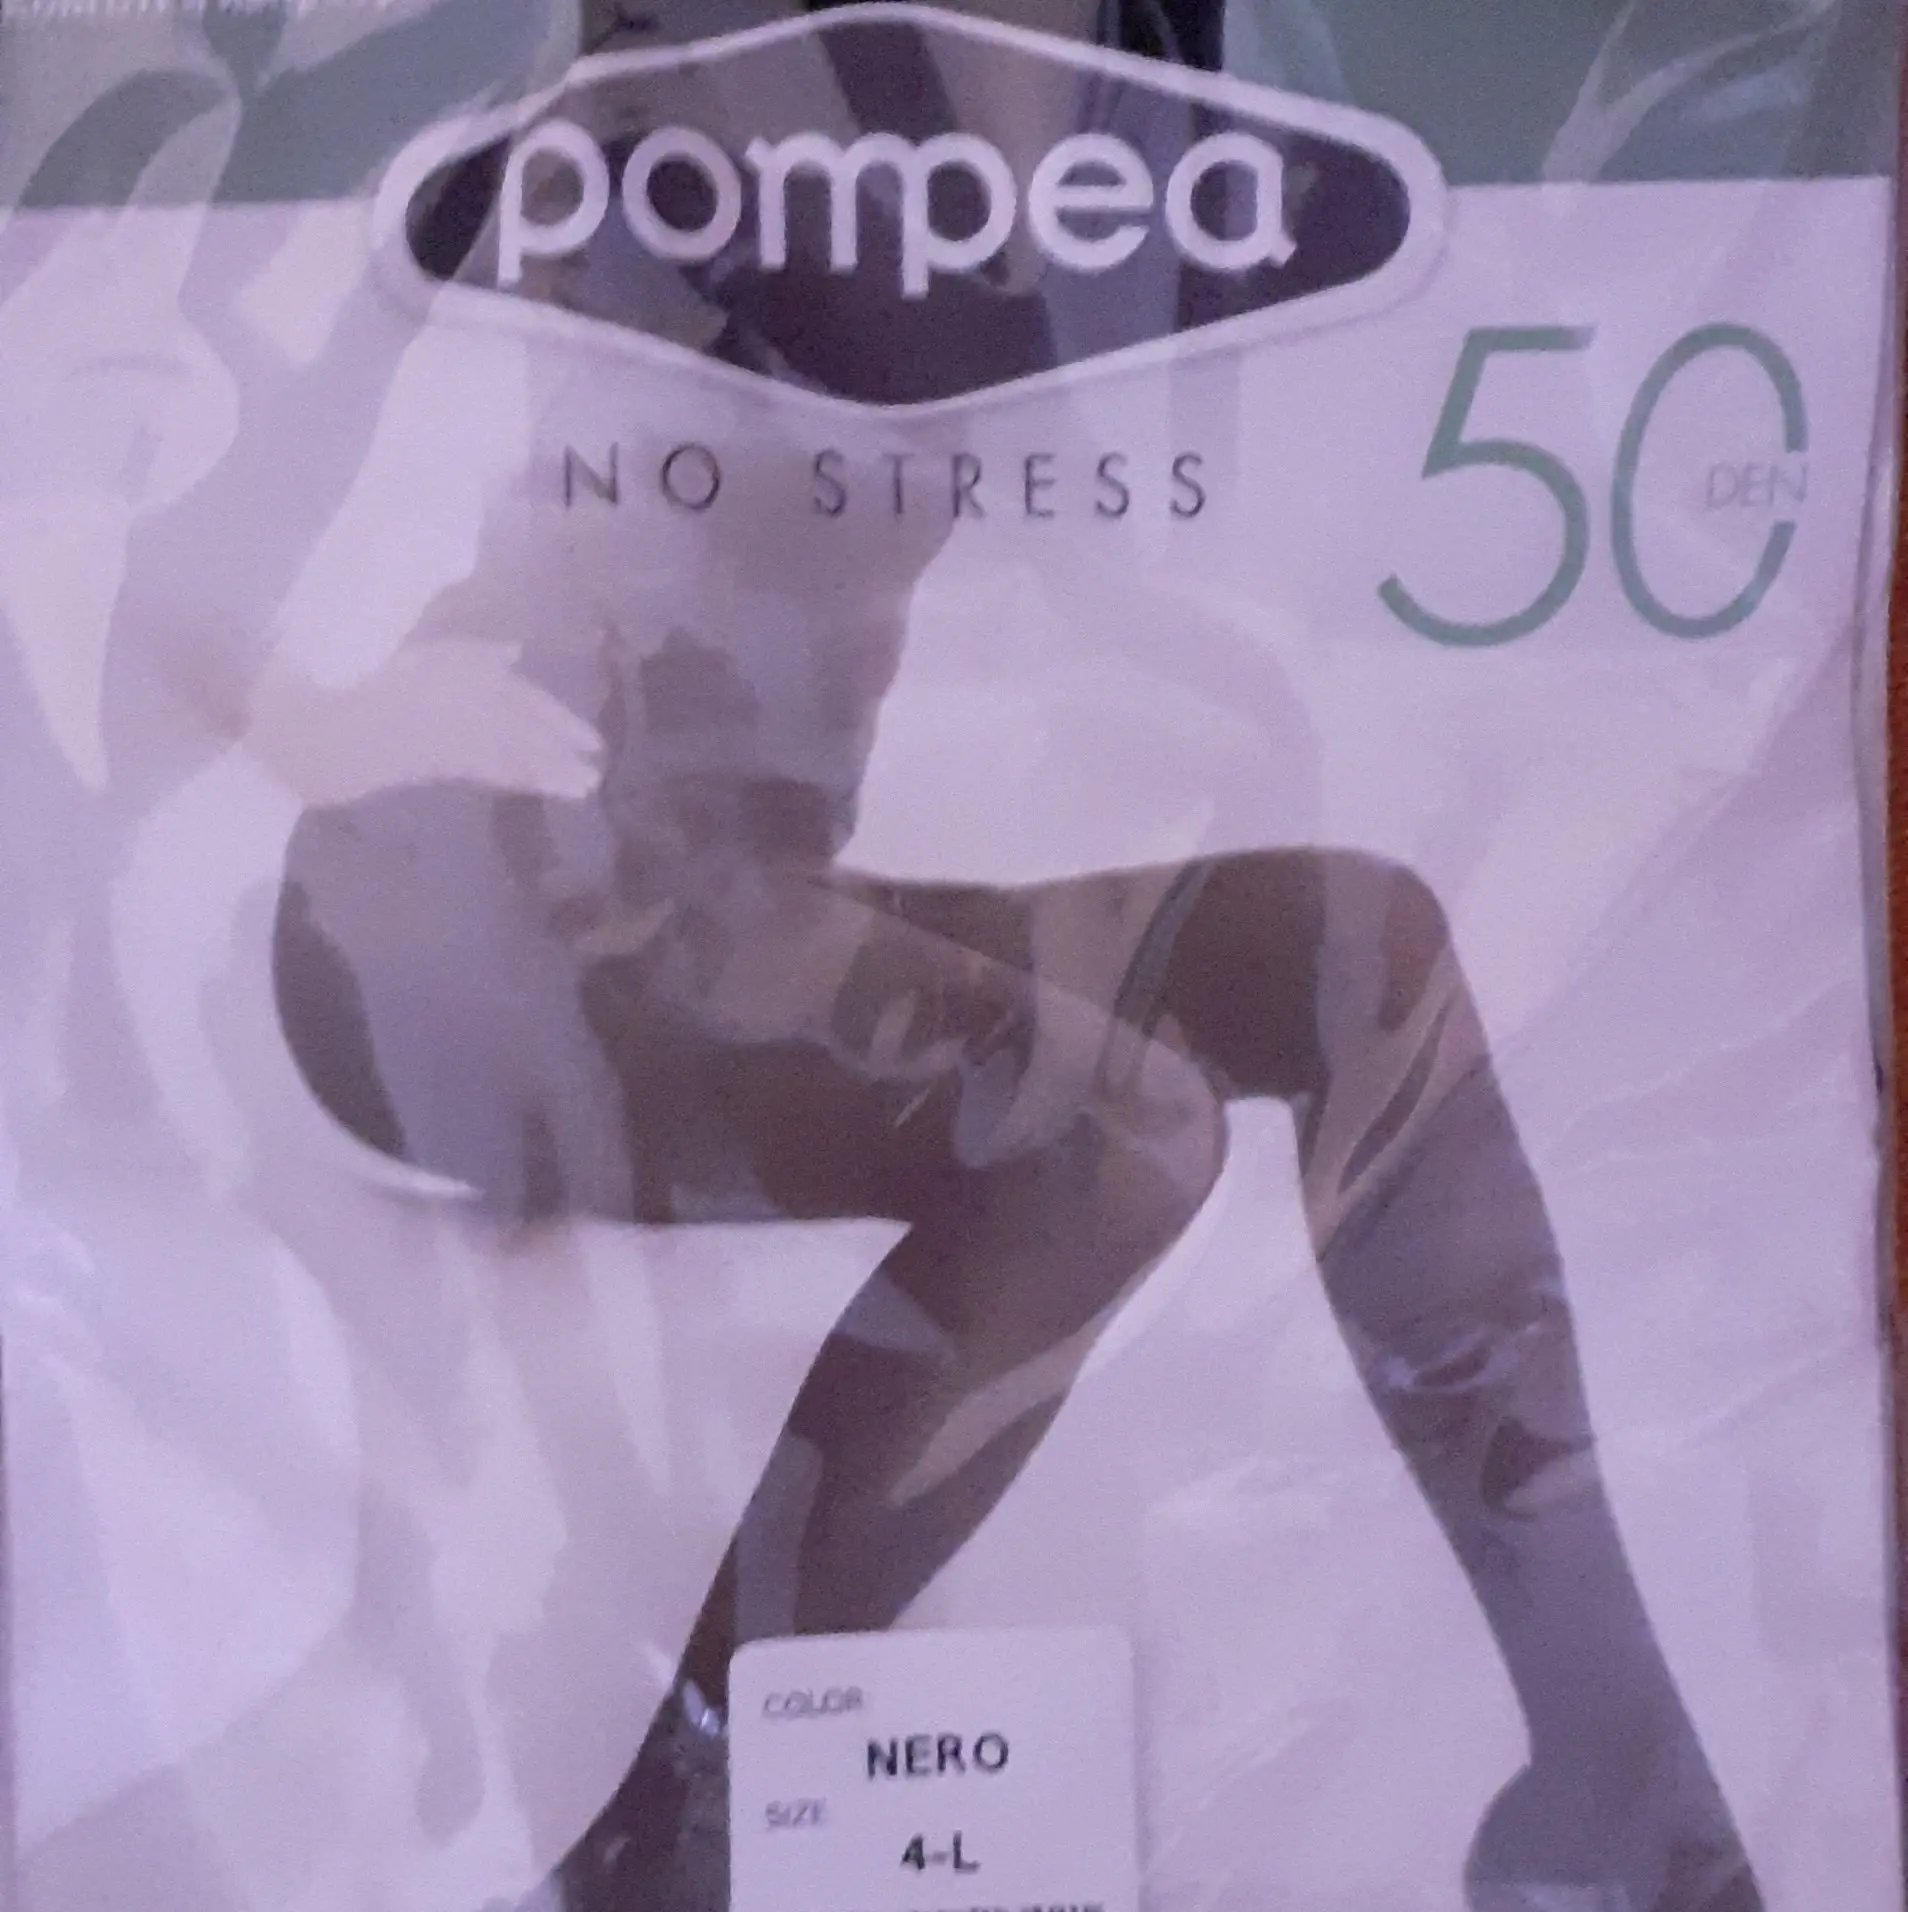 pompea
NO STRESS
50
DEN
COLOR
NERO
SIZE
4-L